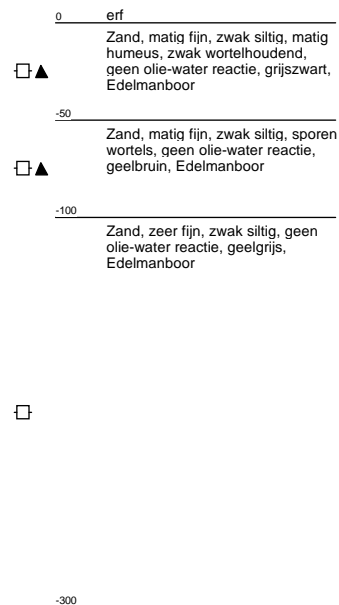 0 erf
Zand, matig fijn, zwak siltig, matig
humeus, zwak wortelhoudend,
geen olie-water reactie, grijszwart,
Edelmanboor
-50
Zand, matig fijn, zwak siltig, sporen
wortels, geen olie-water reactie,
geelbruin, Edelmanboor
-100
Zand, zeer fijn, zwak siltig, geen
olie-water reactie, geelgrijs,
Edelmanboor
-300